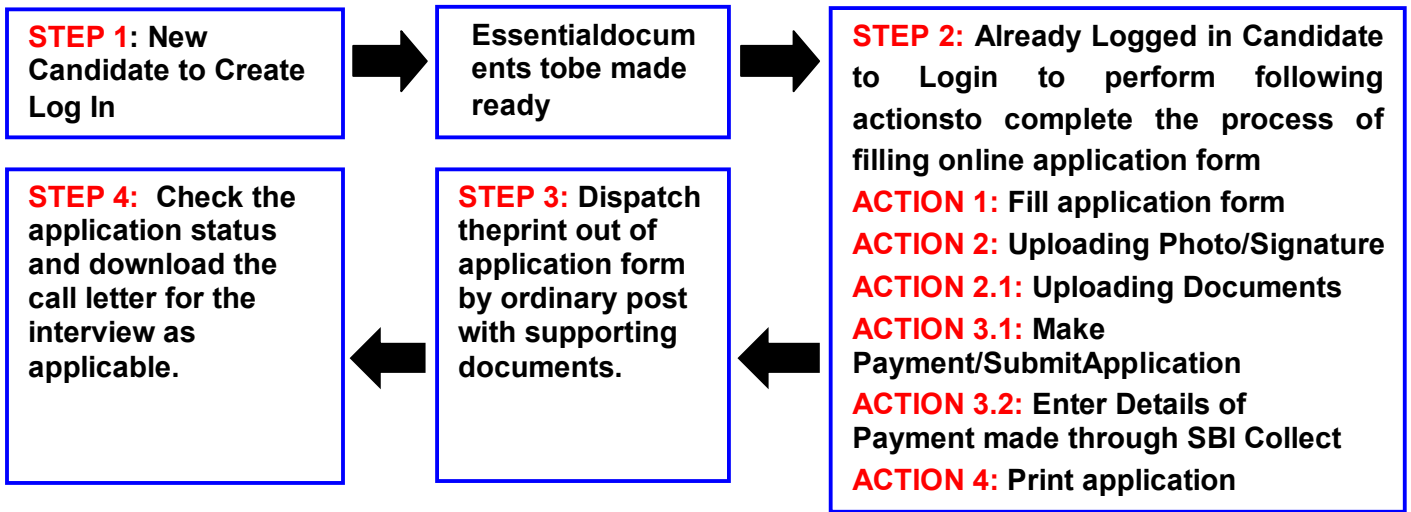 STEP 1: New
Candidate to Create
Log In
Essentialdocum
ents tobe made
ready
STEP 2: Already Logged in Candidate
to Login to perform following
actionsto complete the process of
filling online application form
ACTION 1: Fill application form
ACTION 2: Uploading Photo/Signature
ACTION 2.1: Uploading Documents
ACTION 3.1: Make
Payment/SubmitApplication
ACTION 3.2: Enter Details of
Payment made through SBI Collect
ACTION 4: Print application
STEP 3: Dispatch
theprint out of
application form
by ordinary post
with supporting
documents.
STEP 4: Check the
application status
and download the
call letter for the
interview as
applicable.